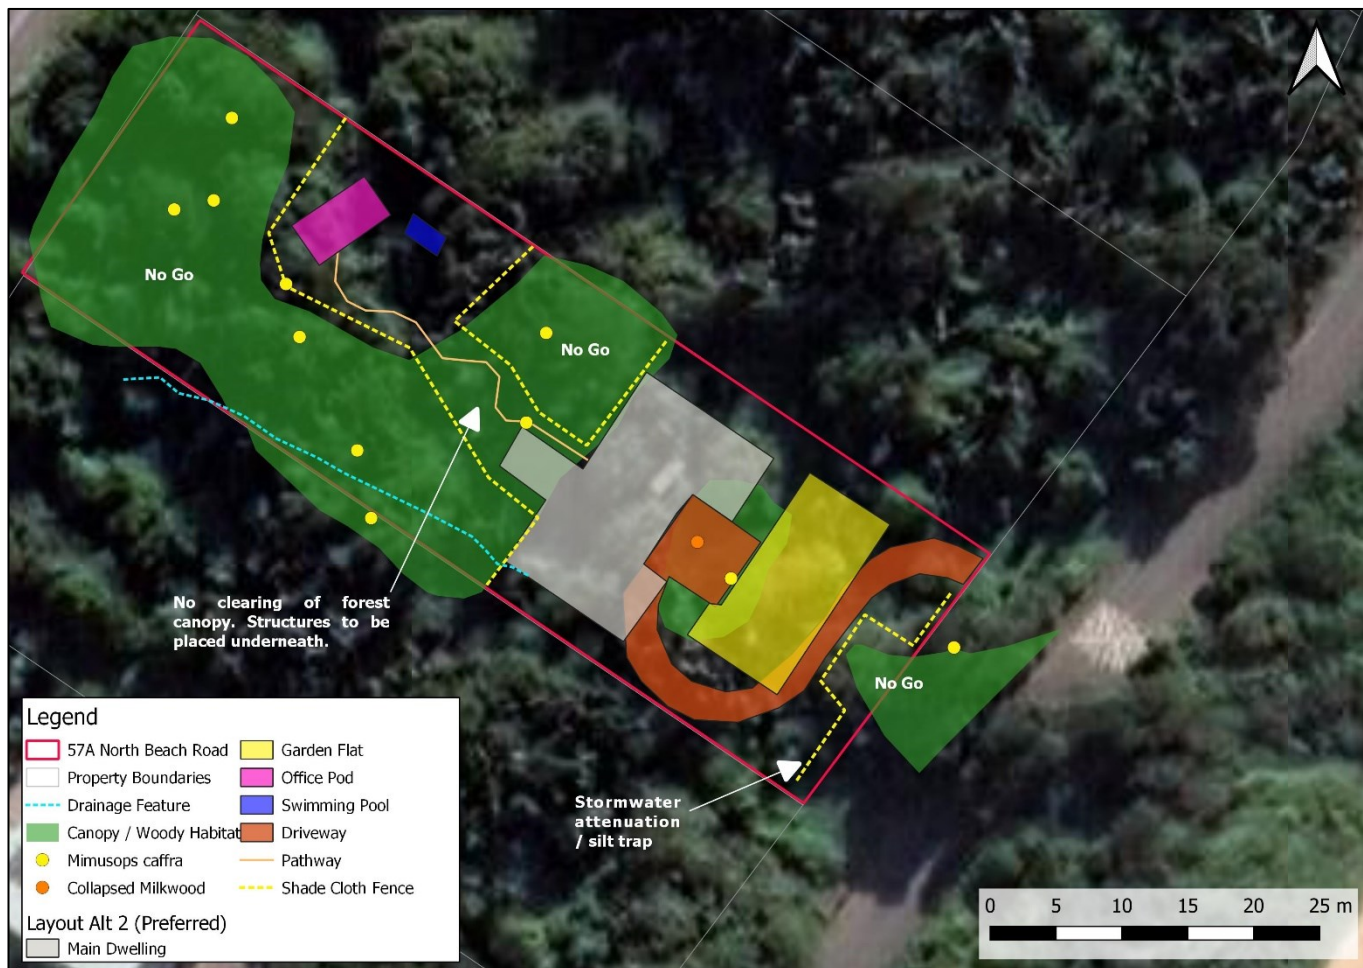 No Go
No Go
No clearing of forest
canopy. Structures to be
placed underneath.
No Go
Stormwater
attenuation
/ silt trap
Legend
57A North Beach Road
Property Boundaries
Drainage Feature
Canopy / Woody Habitat
Mimusops caffra
Collapsed Milkwood
Layout Alt 2 (Preferred)
Main Dwelling
Garden Flat
Office Pod
Swimming Pool
Driveway
Pathway
Shade Cloth Fence
0 5 10 15 20 25 m